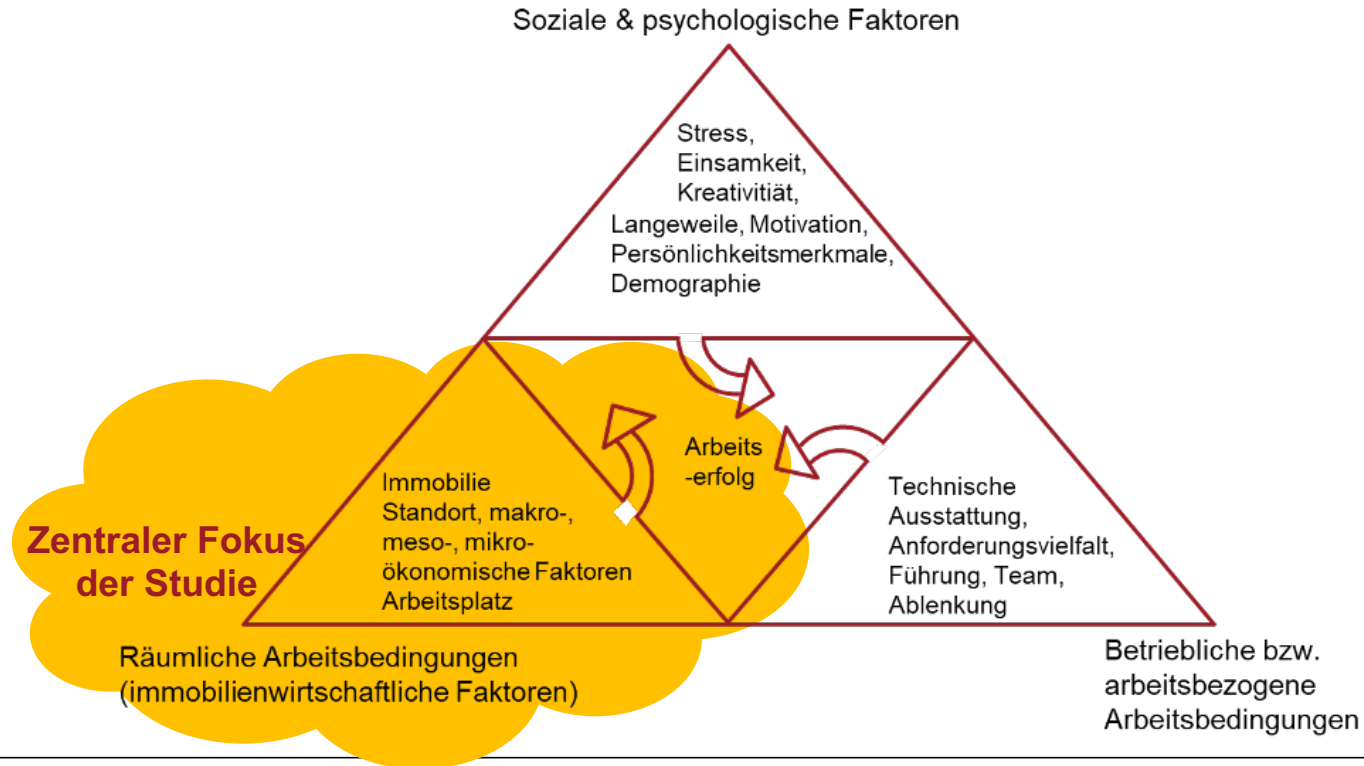 Soziale & psychologische Faktoren
Stress,
Einsamkeit,
Kreativitiät,
Langeweile, Motivation,
Persönlichkeitsmerkmale,
Demographie
Arbeits
-erfolg
Immobilie
Standort, makro-,
meso-, mikro-
ökonomische Faktoren
Arbeitsplatz
Technische
Ausstattung,
Anforderungsvielfalt,
Führung, Team,
Ablenkung
Zentraler Fokus
der Studie
Räumliche Arbeitsbedingungen
(immobilienwirtschaftliche Faktoren)
Betriebliche bzw.
arbeitsbezogene
Arbeitsbedingungen